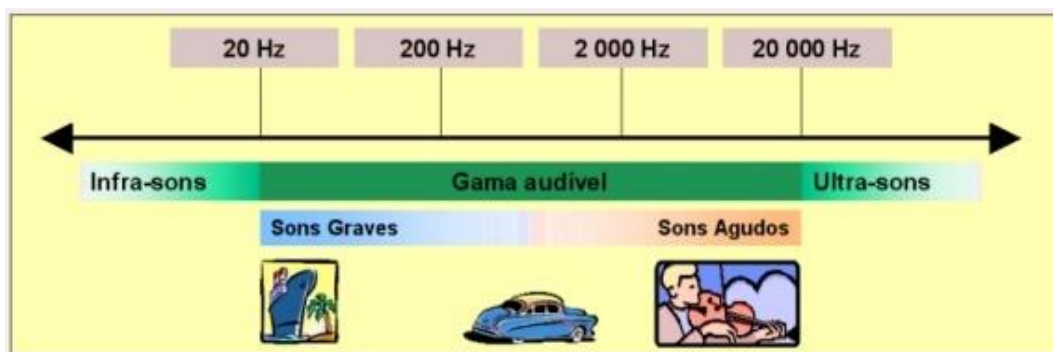 20 Hz 200 Hz 2 000 Hz 20 000 Hz
Infra-sons Gama audível Ultra-sons
Sons Graves Sons Agudos